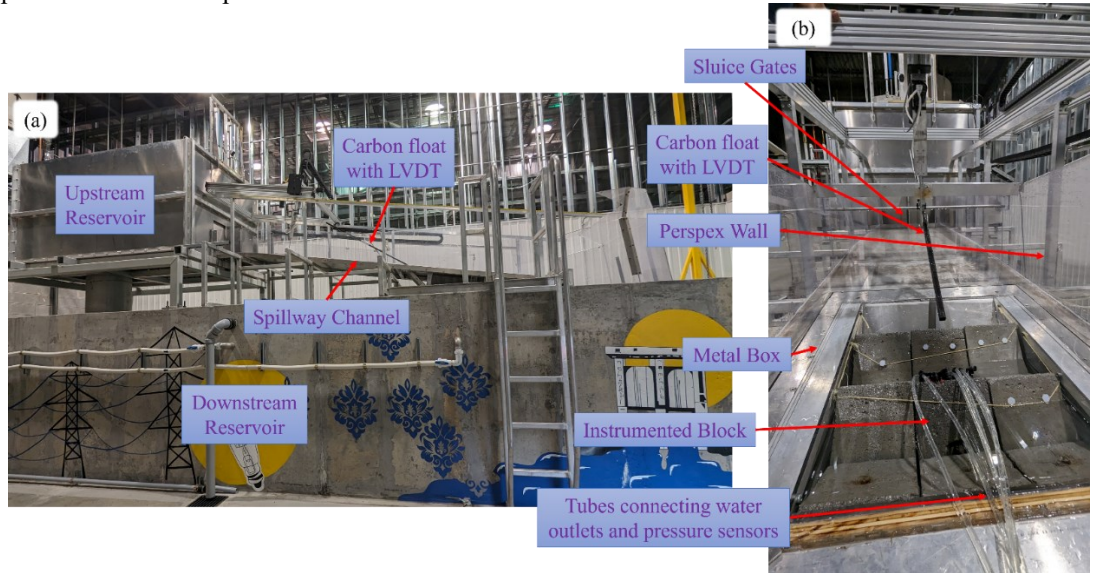 (a)
Upstream
Reservoir
Carbon float
with LVDT
Spillway Channel
Downstream
Reservoir
(b)
Sluice Gates
Carbon float
with LVDT
Perspex Wall
Metal Box
Instrumented Block
Tubes connecting water
outlets and pressure sensors